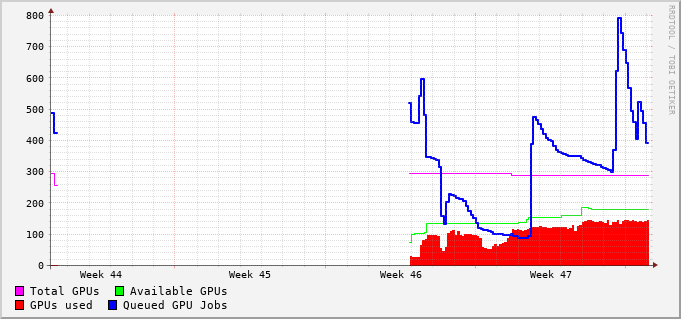 800
700
600
500
400
300
200
100
0
Week 44 Week 45 Week 46 Week 47
Total GPUs Available GPUs
GPUs used Queued GPU Jobs
RRDTOOL / TOBI OETIKER